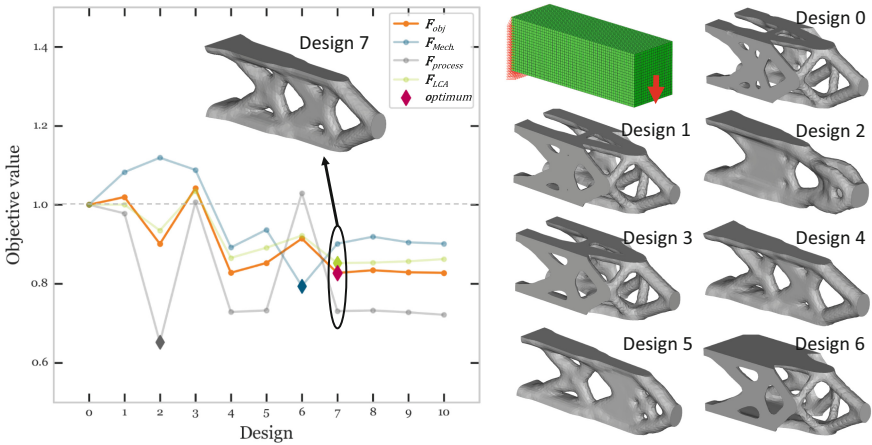 Objective value
1.4
1.2
1.0
0.8
0.6
0 1 2 3 4 5 6 7 8 9 10
Design
F_obj
F_Mech.
F_process
F_LCA
optimum
Design 7
Design 0
Design 1
Design 2
Design 3
Design 4
Design 5
Design 6